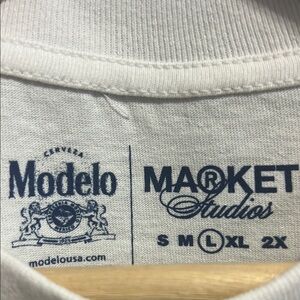 CERVEZA
Modelo
modelousa.com
MARKET
Studios
S M L XL 2X